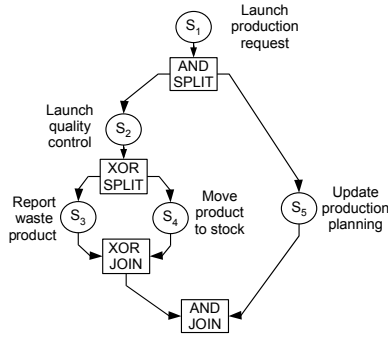 Launch
production
request
S1
AND
SPLIT
Launch
quality
control
S2
XOR
SPLIT
Report
waste
product
S3
S4
Move
product
to stock
S5
Update
production
planning
XOR
JOIN
AND
JOIN